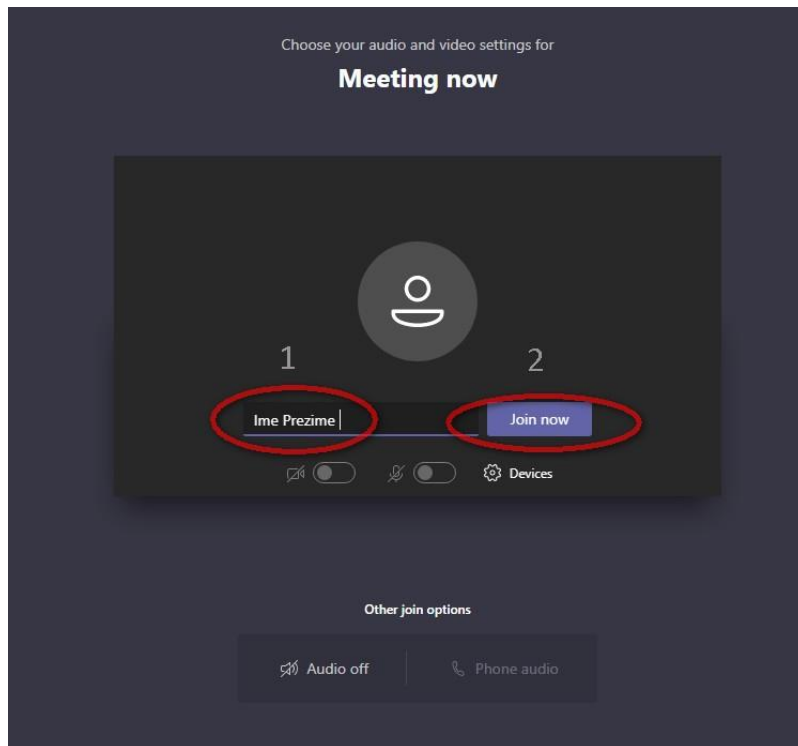 Choose your audio and video settings for
Meeting now
1
2
Ime Prezime
Join now
Devices
Other join options
Audio off
Phone audio